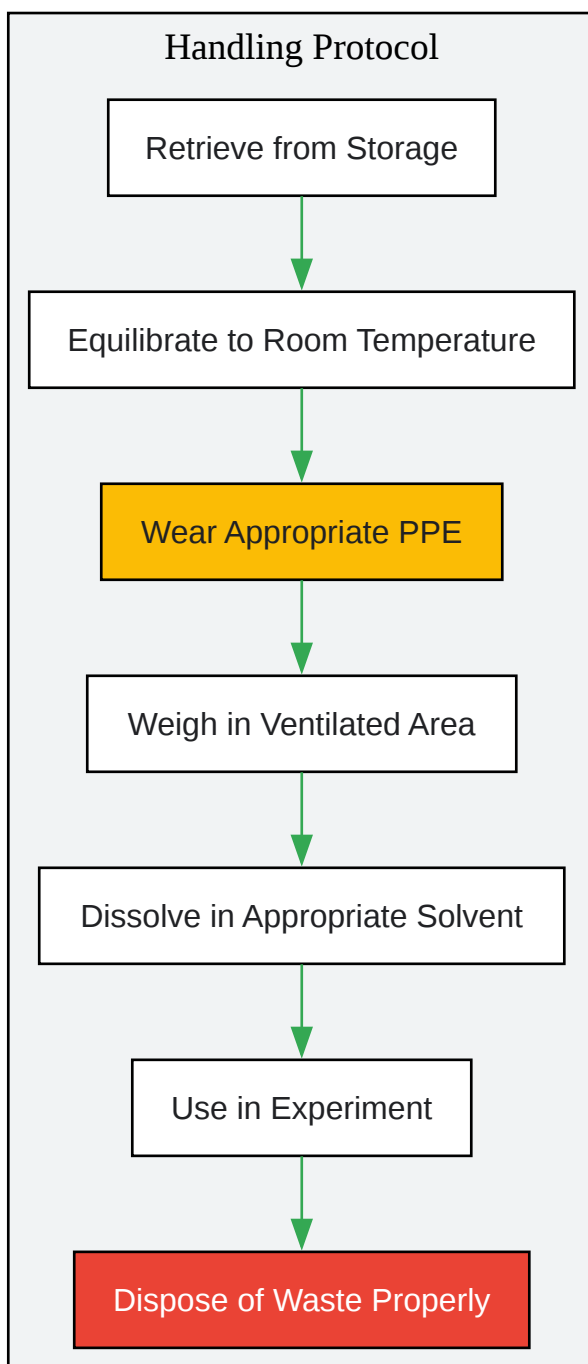 Handling Protocol
Retrieve from Storage
Equilibrate to Room Temperature
Wear Appropriate PPE
Weigh in Ventilated Area
Dissolve in Appropriate Solvent
Use in Experiment
Dispose of Waste Properly